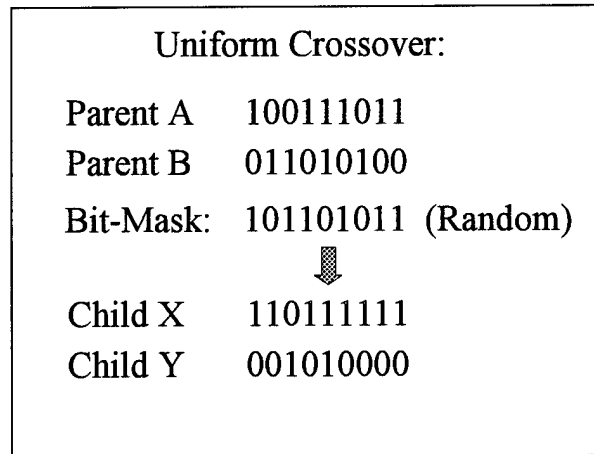 Uniform Crossover:
Parent A 100111011
Parent B 011010100
Bit-Mask: 101101011 (Random)
Child X 110111111
Child Y 001010000